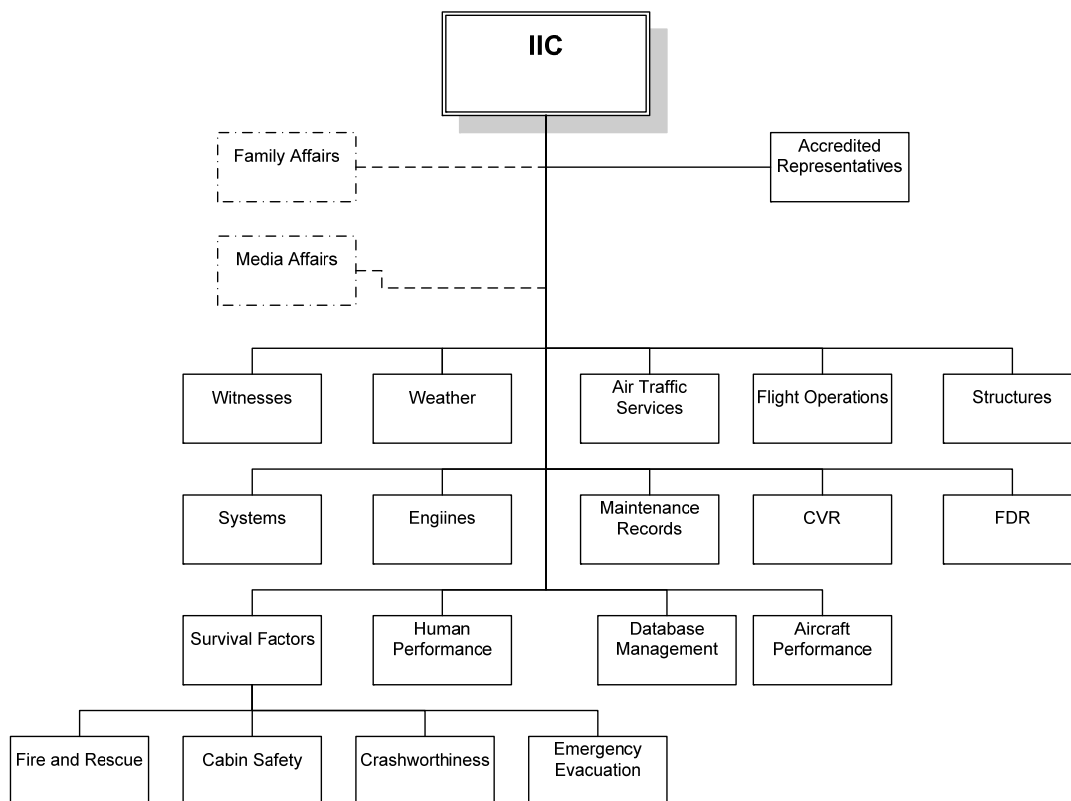 IIC
Family Affairs
Accredited
Representatives
Media Affairs
Witnesses
Weather
Air Traffic
Services
Flight Operations
Structures
Systems
Engiines
Maintenance
Records
CVR
FDR
Survival Factors
Human
Performance
Database
Management
Aircraft
Performance
Fire and Rescue
Cabin Safety
Crashworthiness
Emergency
Evacuation